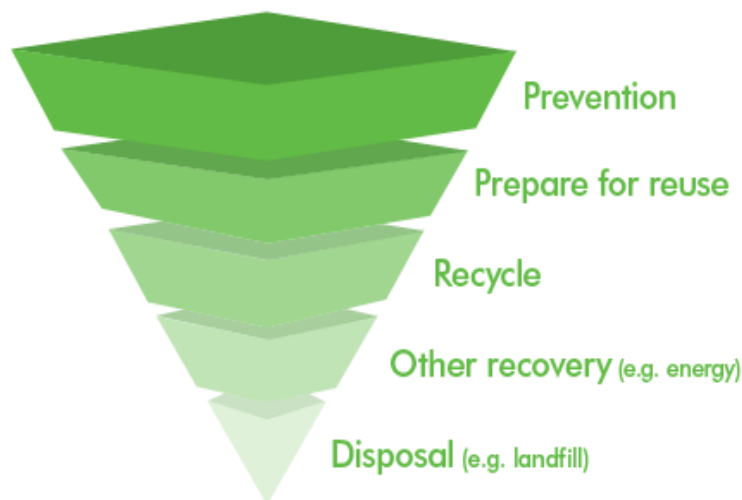 Prevention
Prepare for reuse
Recycle
Other recovery (e.g. energy)
Disposal (e.g. landfill)